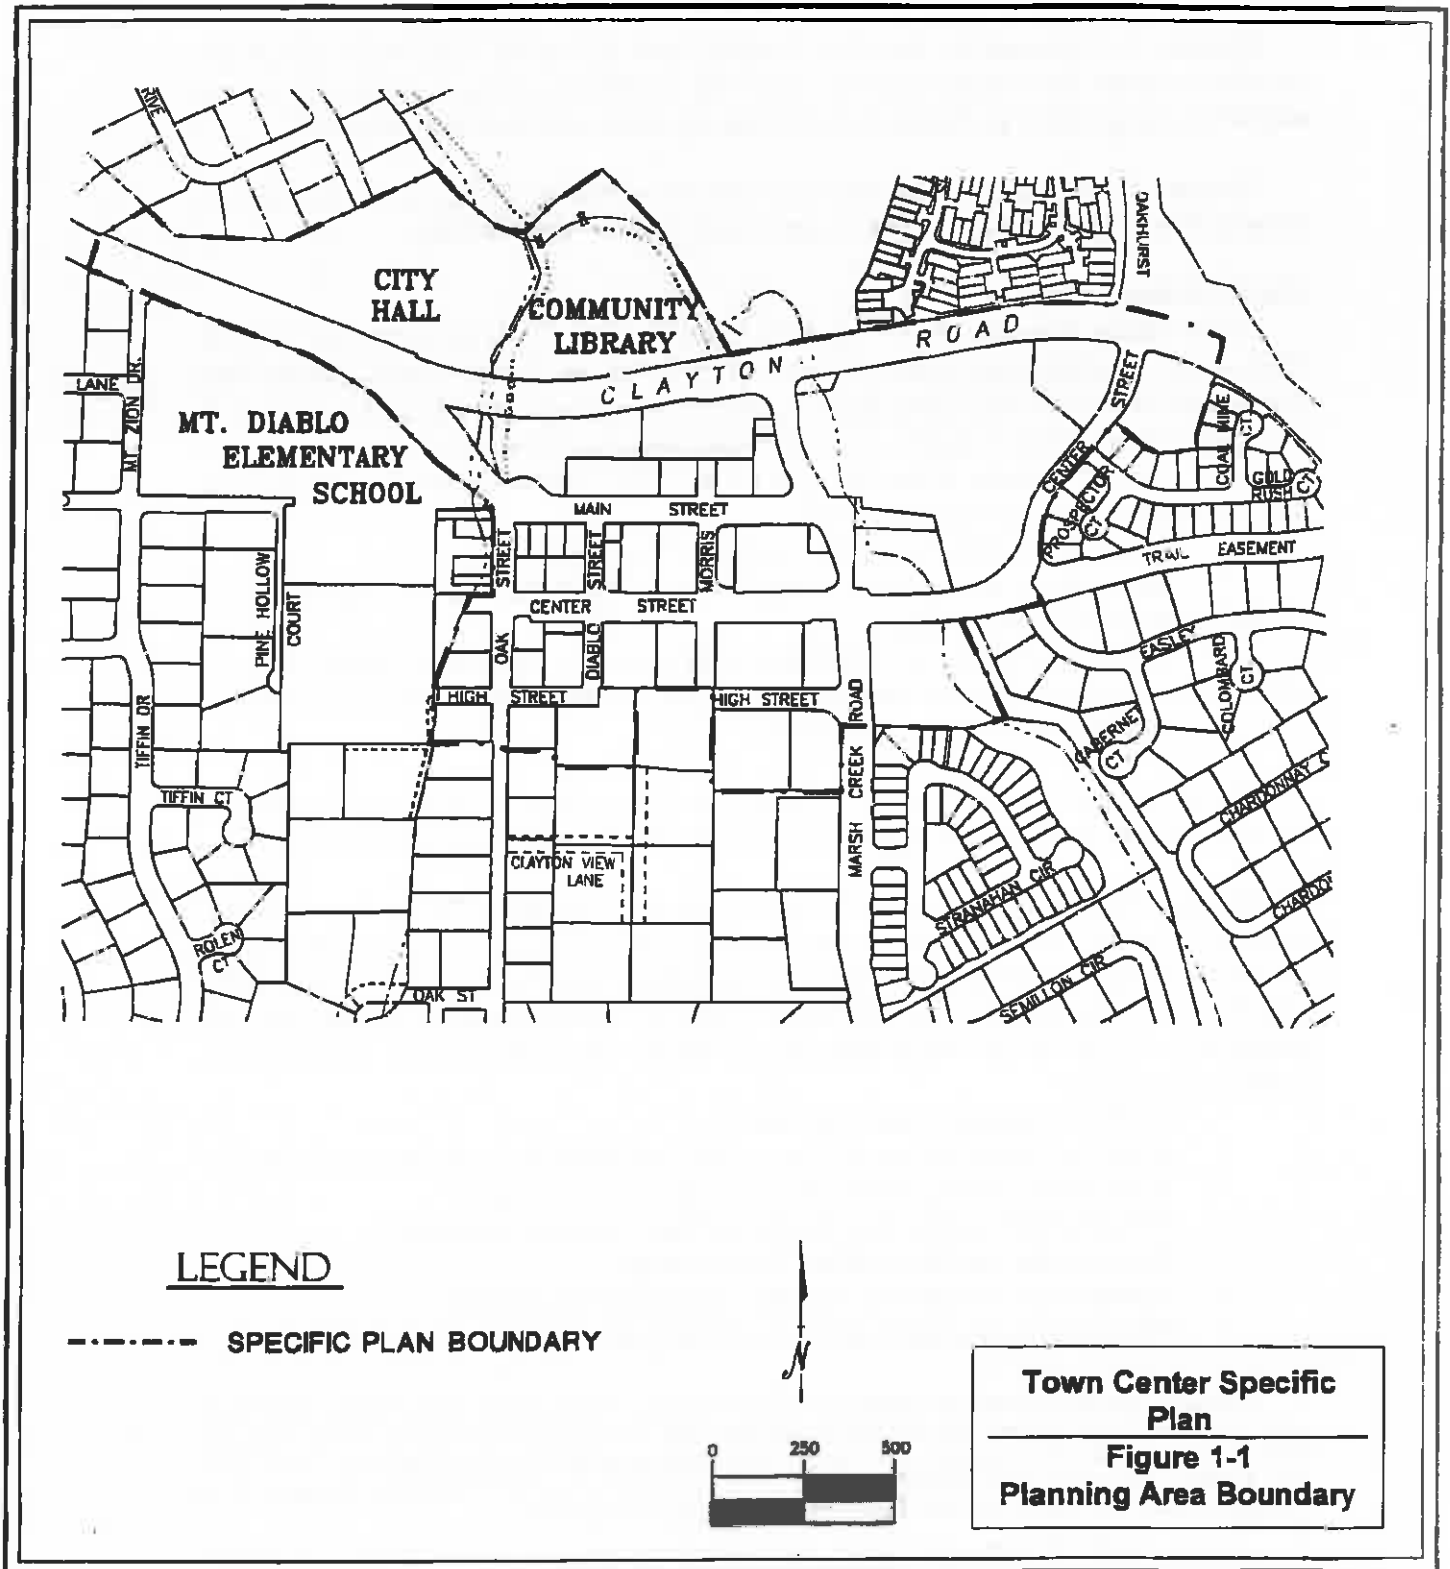 RIVE
OAKHURST
CITY
HALL
COMMUNITY
LIBRARY
CLAYTON ROAD
LANE
MT. ZION DR.
MT. DIABLO
ELEMENTARY
SCHOOL
STREET
CENTER
COAL MINE
CT
GOLD
RUSH
CT
PROSPECTOR
CT
MAIN STREET
STREET
STREET
MORRIS
TRAIL EASEMENT
PINE HOLLOW
COURT
CENTER STREET
OAK
DIABLO
EASLEY
COLOMBARD
CT
HIGH STREET
HIGH STREET
ROAD
TIFFIN DR
CABERNET
CT
CHARDONNAY C
TIFFIN CT
MARSH CREEK
CLAYTON VIEW
LANE
STRANAHAN CIR
CHARDO
ROLEN
CT
OAK ST
SEMILLON CIR
LEGEND
SPECIFIC PLAN BOUNDARY
N
0 250 500
Town Center Specific
Plan
Figure 1-1
Planning Area Boundary